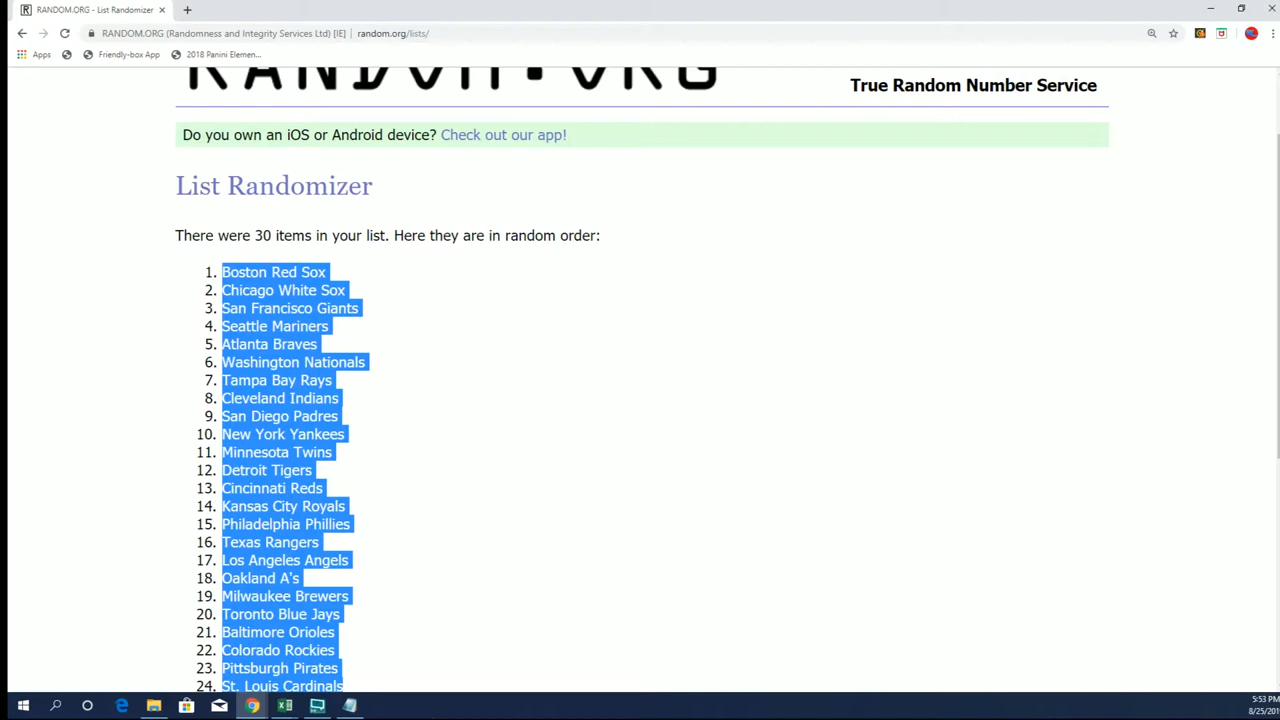 RANDOM.ORG - List Randomizer
RANDOM.ORG (Randomness and Integrity Services Ltd) [IE] | random.org/lists/
Apps
Friendly-box App
2018 Panini Elemen...
RANDOM.ORG
True Random Number Service
Do you own an iOS or Android device? Check out our app!
List Randomizer
There were 30 items in your list. Here they are in random order:
1. Boston Red Sox
2. Chicago White Sox
3. San Francisco Giants
4. Seattle Mariners
5. Atlanta Braves
6. Washington Nationals
7. Tampa Bay Rays
8. Cleveland Indians
9. San Diego Padres
10. New York Yankees
11. Minnesota Twins
12. Detroit Tigers
13. Cincinnati Reds
14. Kansas City Royals
15. Philadelphia Phillies
16. Texas Rangers
17. Los Angeles Angels
18. Oakland A's
19. Milwaukee Brewers
20. Toronto Blue Jays
21. Baltimore Orioles
22. Colorado Rockies
23. Pittsburgh Pirates
24. St. Louis Cardinals
5:53 PM
8/25/201